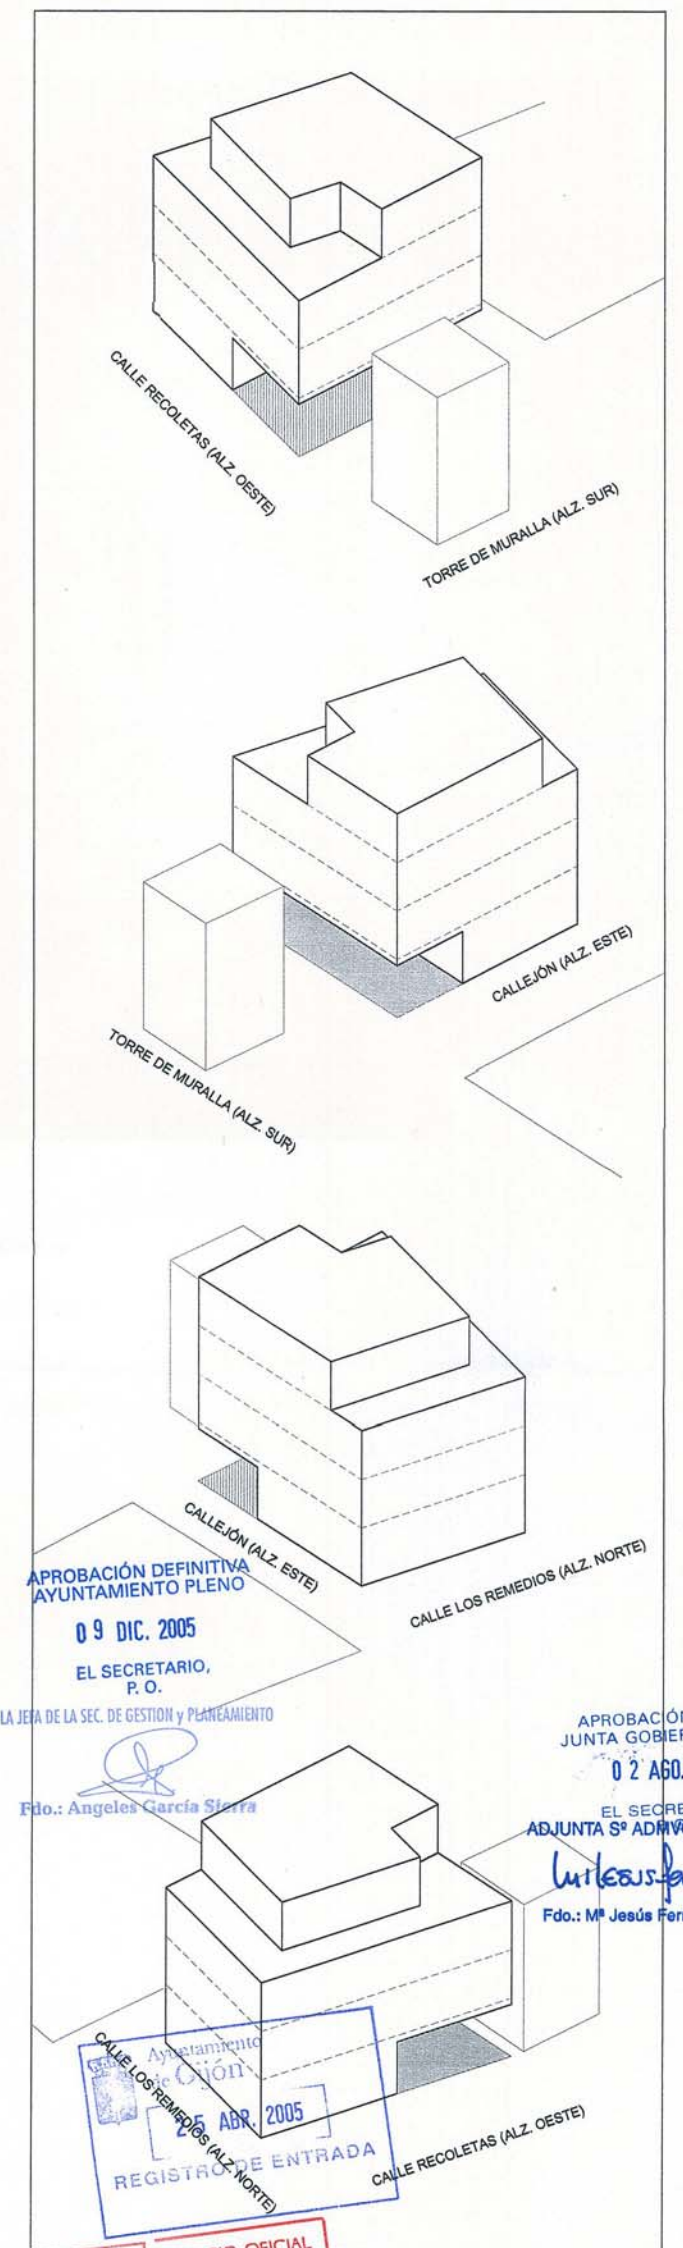 CALLE RECOLETAS (ALZ. OESTE)
TORRE DE MURALLA (ALZ. SUR)
CALLEJÓN (ALZ. ESTE)
TORRE DE MURALLA (ALZ. SUR)
CALLEJÓN (ALZ. ESTE)
CALLE LOS REMEDIOS (ALZ. NORTE)
APROBACIÓN DEFINITIVA
AYUNTAMIENTO PLENO
09 DIC. 2005
EL SECRETARIO,
P. O.
LA JEFA DE LA SEC. DE GESTION y PLANEAMIENTO
Fdo.: Angeles García Sierra
APROBACIÓN
JUNTA GOBIER
02 AGO.
EL SECRE
ADJUNTA Sº ADMVO
Fdo.: Mª Jesús Fer
CALLE LOS REMEDIOS (ALZ. NORTE)
Ayuntamiento
de Gijón
25 ABR. 2005
REGISTRO DE ENTRADA
CALLE RECOLETAS (ALZ. OESTE)
OFICIAL